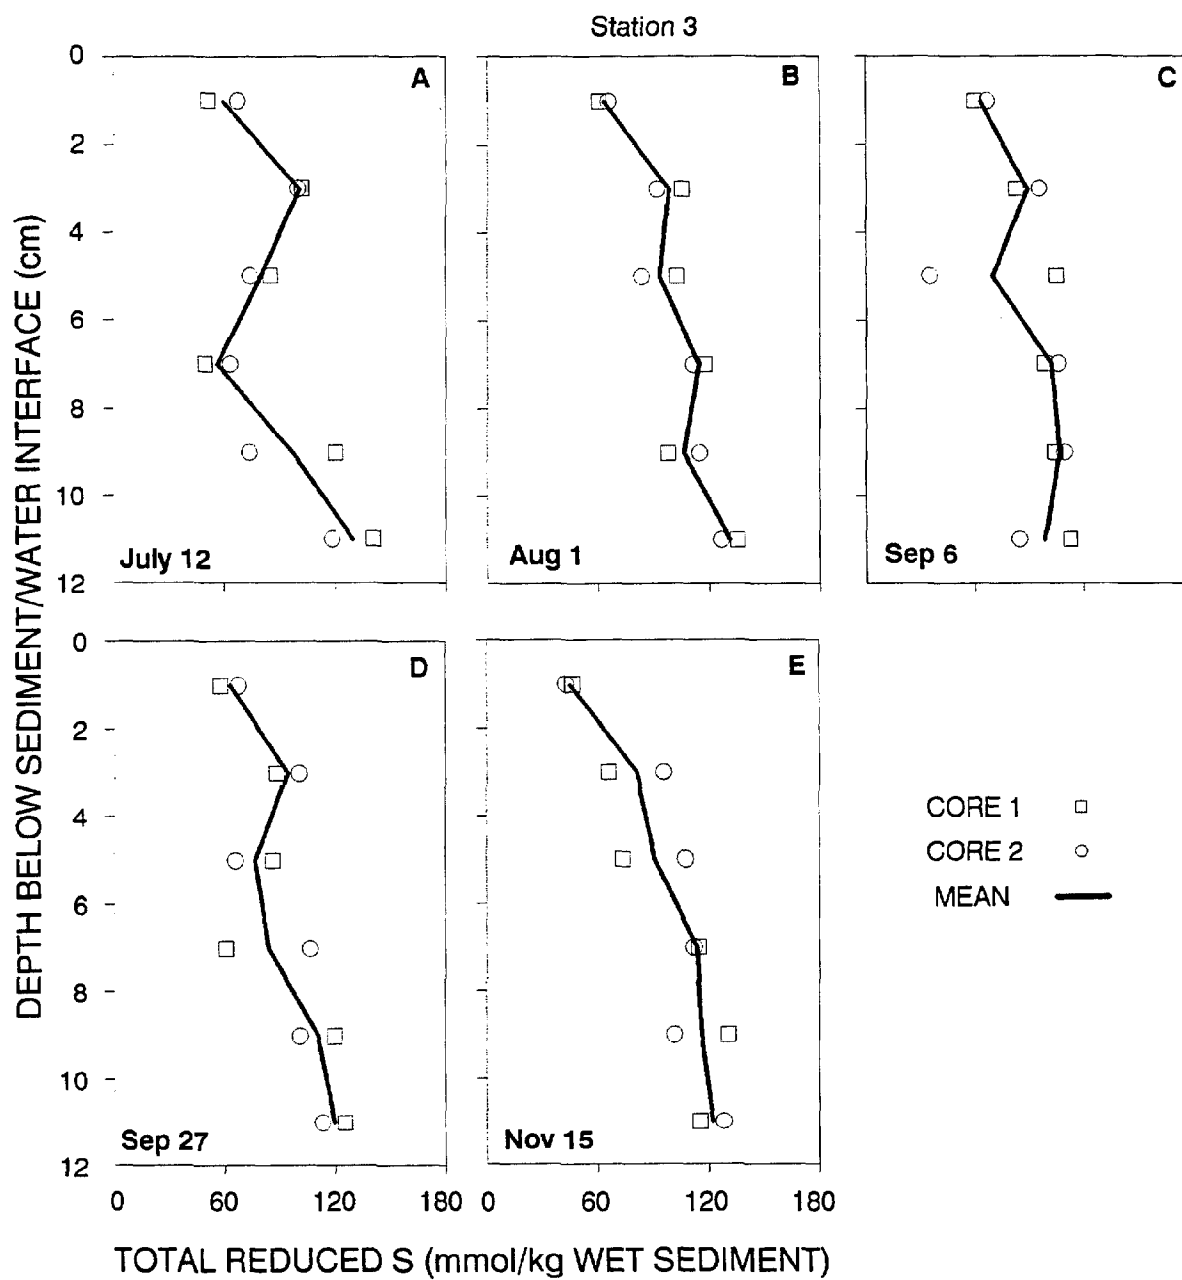 Station 3
0
2
4
6
8
10
12
A
July 12
B
Aug 1
C
Sep 6
DEPTH BELOW SEDIMENT/WATER INTERFACE (cm)
0
2
4
6
8
10
12
D
Sep 27
E
Nov 15
CORE 1
CORE 2
MEAN
0 60 120 180 0 60 120 180
TOTAL REDUCED S (mmol/kg WET SEDIMENT)